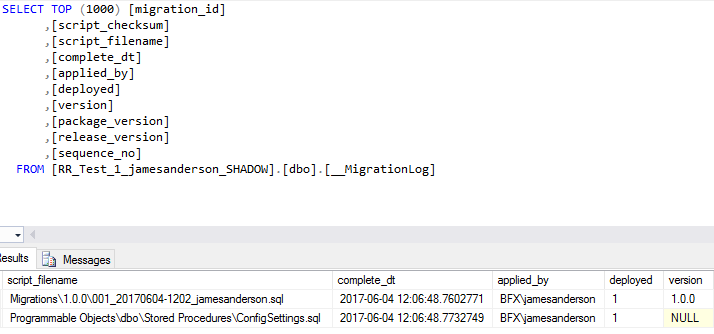 SELECT TOP (1000) [migration_id]
,[script_checksum]
,[script_filename]
,[complete_dt]
,[applied_by]
,[deployed]
,[version]
,[package_version]
,[release_version]
,[sequence_no]
FROM [RR_Test_1_jamesanderson_SHADOW].[dbo].[__MigrationLog]
Results Messages
script_filename complete_dt applied_by deployed version
Migrations\1.0.0\001_20170604-1202_jamesanderson.sql 2017-06-04 12:06:48.7602771 BFX\jamesanderson 1 1.0.0
Programmable Objects\dbo\Stored Procedures\ConfigSettings.sql 2017-06-04 12:06:48.7732749 BFX\jamesanderson 1 NULL